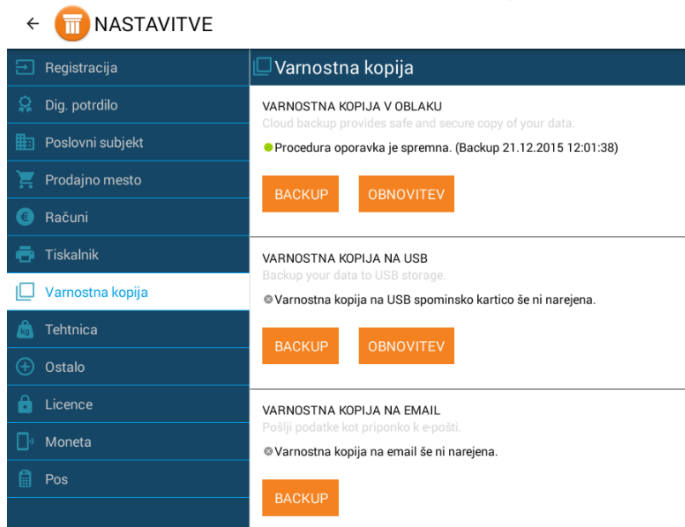 NASTAVITVE
Registracija
Dig. potrdilo
Poslovni subjekt
Prodajno mesto
Računi
Tiskalnik
Varnostna kopija
Tehtnica
Ostalo
Licence
Moneta
Pos
Varnostna kopija
VARNOSTNA KOPIJA V OBLAKU
Cloud backup provides safe and secure copy of your data.
Procedura oporavka je spremna. (Backup 21.12.2015 12:01:38)
BACKUP OBNOVITEV
VARNOSTNA KOPIJA NA USB
Backup your data to USB storage.
Varnostna kopija na USB spominsko kartico še ni narejena.
BACKUP OBNOVITEV
VARNOSTNA KOPIJA NA EMAIL
Pošlji podatke kot priponko k e-pošti.
Varnostna kopija na email še ni narejena.
BACKUP